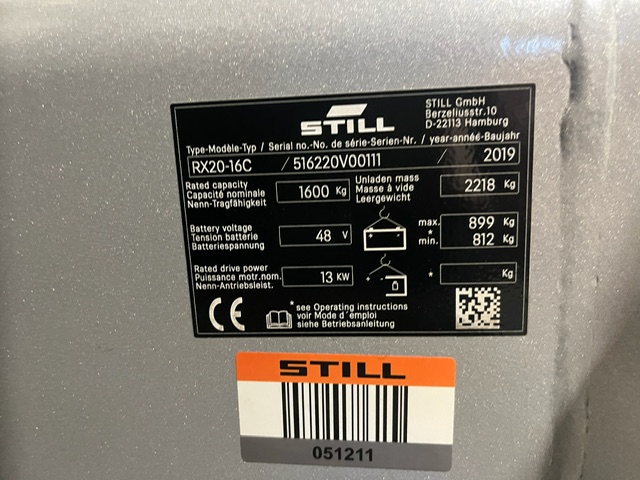 STILL
STILL GmbH
Berzeliusstr.10
D-22113 Hamburg
Type-Modèle-Typ / Serial no.-No. de série-Serien-Nr. / year-année-Baujahr
RX20-16C / 516220V00111 / 2019
Rated capacity
Capacité nominale
Nenn-Tragfähigkeit
1600 Kg
Unladen mass
Masse à vide
Leergewicht
2218 Kg
Battery voltage
Tension batterie
Batteriespannung
48 V
max. 899 Kg
*
min. 812 Kg
Rated drive power
Puissance motr.nom.
Nenn-Antriebsleist.
13 KW
* Kg
CE
*see Operating instructions
voir Mode d´emploi
siehe Betriebsanleitung
STILL
051211